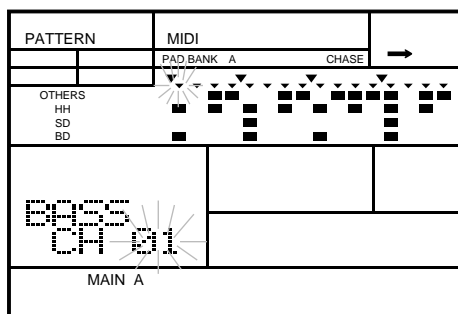 PATTERN MIDI
PAD BANK A CHASE
OTHERS
HH
SD
BD
BASS
CH 01
MAIN A